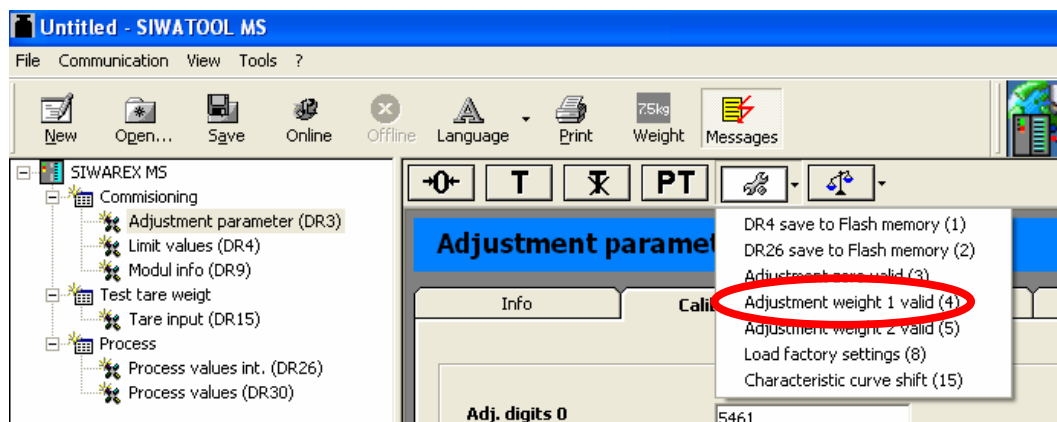 Untitled - SIWATOOL MS
File Communication View Tools ?
New Open... Save Online Offline Language Print 7.5kg Weight Messages
SIWAREX MS
Commisioning
Adjustment parameter (DR3)
Limit values (DR4)
Modul info (DR9)
Test tare weigt
Tare input (DR15)
Process
Process values int. (DR26)
Process values (DR30)
→0← T T PT
DR4 save to Flash memory (1)
DR26 save to Flash memory (2)
Adjustment zero valid (3)
Adjustment weight 1 valid (4)
Adjustment weight 2 valid (5)
Load factory settings (8)
Characteristic curve shift (15)
Adjustment paramet
Info Calib
Adj. digits 0 5461